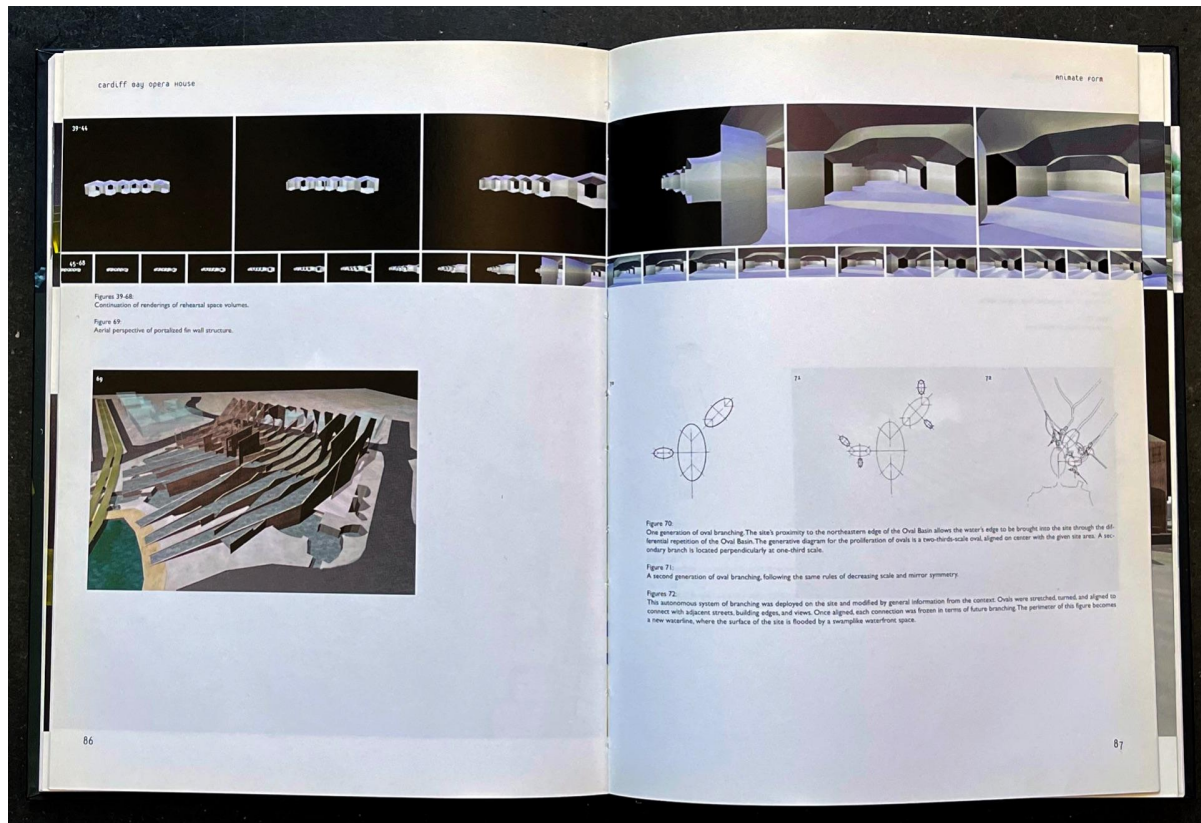 cardiff Bay Opera House
Animate Form
39-44
45-68
Figures 39-68:
Continuation of renderings of rehearsal space volumes.
Figure 69:
Aerial perspective of portalized fin wall structure.
69
71
72
Figure 70:
One generation of oval branching. The site's proximity to the northeastern edge of the Oval Basin allows the water's edge to be brought into the site through the dif-
ferential repetition of the Oval Basin. The generative diagram for the proliferation of ovals is a two-thirds-scale oval, aligned on center with the given site area. A sec-
ondary branch is located perpendicularly at one-third scale.
Figure 71:
A second generation of oval branching, following the same rules of decreasing scale and mirror symmetry.
Figures 72:
This autonomous system of branching was deployed on the site and modified by general information from the context. Ovals were stretched, turned, and aligned to
connect with adjacent streets, building edges, and views. Once aligned, each connection was frozen in terms of future branching. The perimeter of this figure becomes
a new waterline, where the surface of the site is flooded by a swamplike waterfront space.
86
87